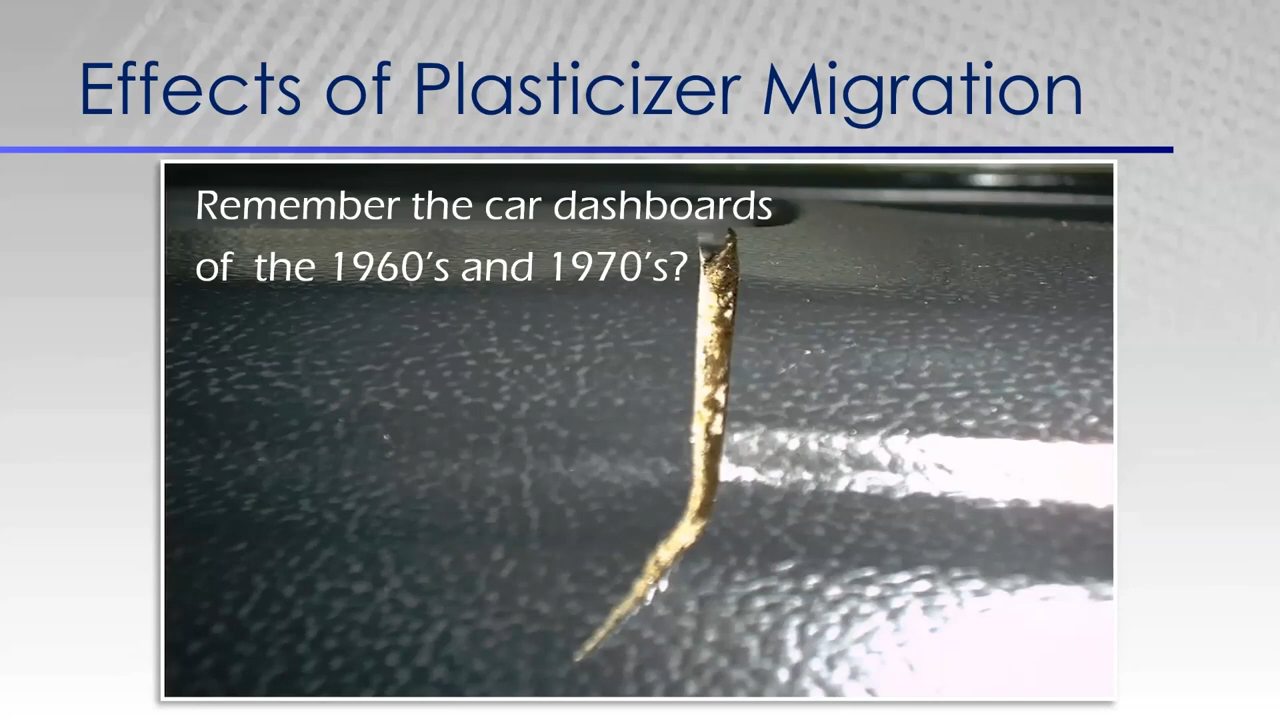 Effects of Plasticizer Migration
Remember the car dashboards
of the 1960's and 1970's?